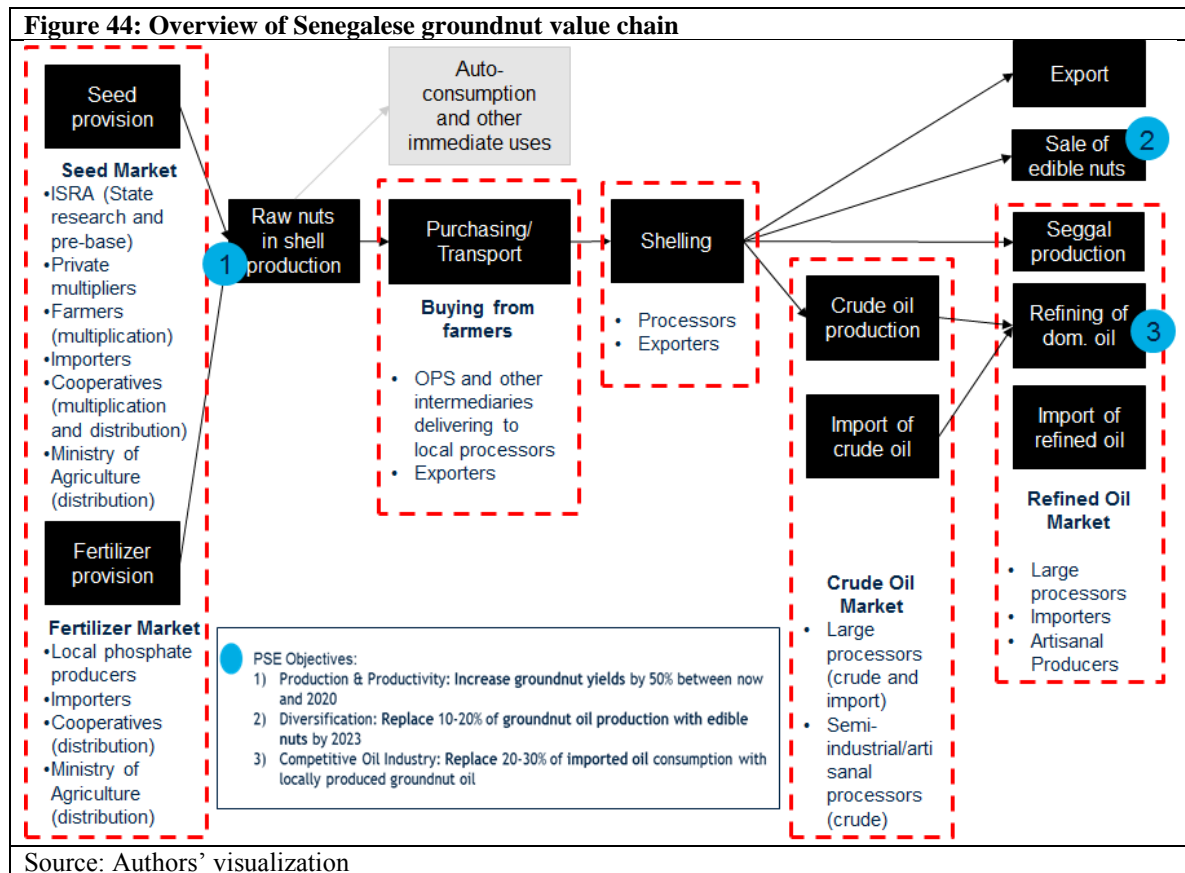 Figure 44: Overview of Senegalese groundnut value chain
Seed
provision
Seed Market
•ISRA (State
research and
pre-base)
•Private
multipliers
•Farmers
(multiplication)
•Importers
•Cooperatives
(multiplication
and distribution)
•Ministry of
Agriculture
(distribution)
Fertilizer
provision
Fertilizer Market
•Local phosphate
producers
•Importers
•Cooperatives
(distribution)
•Ministry of
Agriculture
(distribution)
1
Raw nuts
in shell
production
Auto-
consumption
and other
immediate uses
Purchasing/
Transport
Buying from
farmers
• OPS and other
intermediaries
delivering to
local processors
• Exporters
Shelling
• Processors
• Exporters
Crude oil
production
Import of
crude oil
Crude Oil
Market
• Large
processors
(crude and
import)
• Semi-
industrial/arti
sanal
processors
(crude)
Export
Sale of
edible nuts
2
Seggal
production
Refining of
dom. oil
3
Import of
refined oil
Refined Oil
Market
• Large
processors
• Importers
• Artisanal
Producers
PSE Objectives:
1) Production & Productivity: Increase groundnut yields by 50% between now
and 2020
2) Diversification: Replace 10-20% of groundnut oil production with edible
nuts by 2023
3) Competitive Oil Industry: Replace 20-30% of imported oil consumption with
locally produced groundnut oil
Source: Authors' visualization